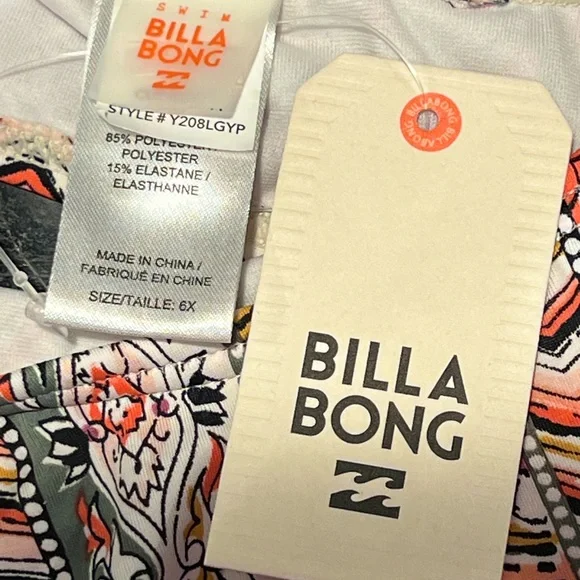 SWIM
BILLA
BONG
STYLE # Y208LGYP
85% POLYESTER
POLYESTER
15% ELASTANE /
ELASTHANNE
MADE IN CHINA /
FABRIQUÉ EN CHINE
SIZE/TAILLE: 6X
BILLABONG BILLABONG
BILLA
BONG